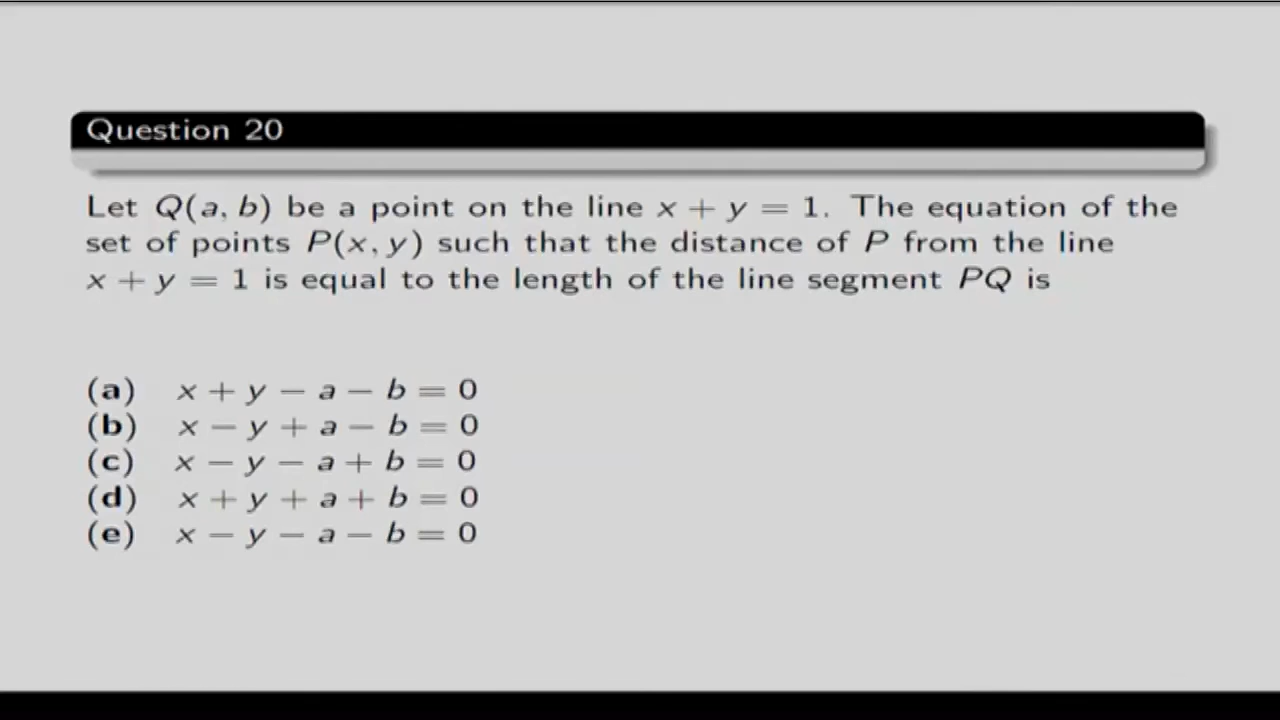 Question 20
Let Q(a, b) be a point on the line x + y = 1. The equation of the
set of points P(x, y) such that the distance of P from the line
x + y = 1 is equal to the length of the line segment PQ is
(a) x + y − a − b = 0
(b) x − y + a − b = 0
(c) x − y − a + b = 0
(d) x + y + a + b = 0
(e) x − y − a − b = 0